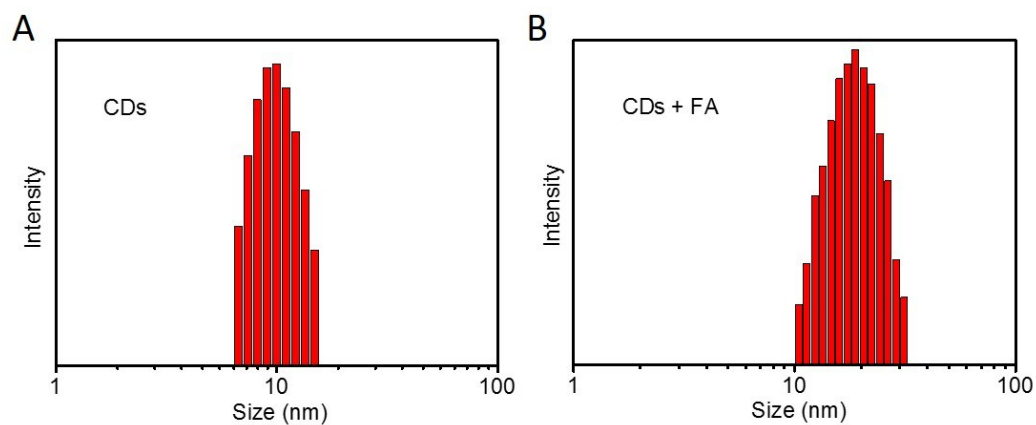 A
CDs
Intensity
1
10
100
Size (nm)
B
CDs + FA
Intensity
1
10
100
Size (nm)